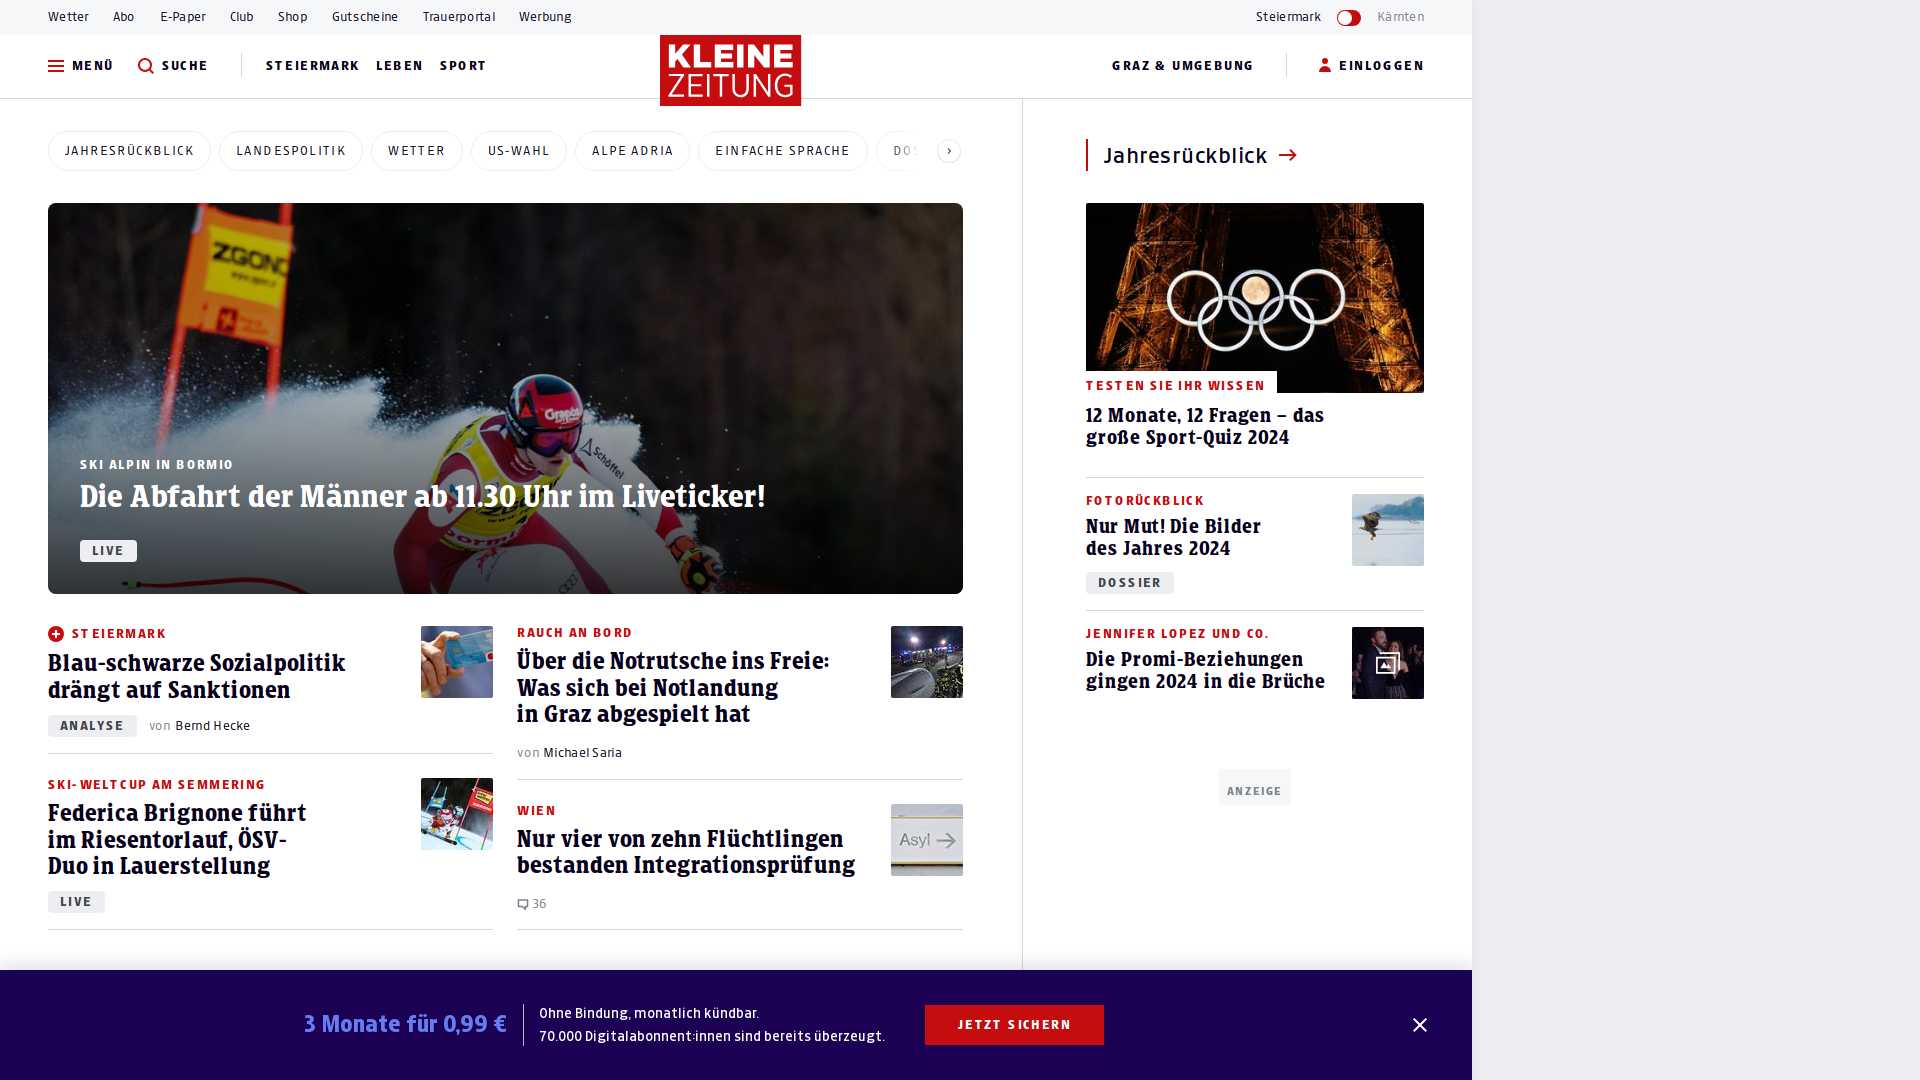 Wetter Abo E-Paper Club Shop Gutscheine Trauerportal Werbung Steiermark Kärnten
MENÜ SUCHE STEIERMARK LEBEN SPORT KLEINE ZEITUNG GRAZ & UMGEBUNG EINLOGGEN
JAHRESRÜCKBLICK LANDESPOLITIK WETTER US-WAHL ALPE ADRIA EINFACHE SPRACHE
ZGONC
Grants
Schöffel
SKI ALPIN IN BORMIO
Die Abfahrt der Männer ab 11.30 Uhr im Liveticker!
LIVE
STEIERMARK
Blau-schwarze Sozialpolitik
drängt auf Sanktionen
ANALYSE von Bernd Hecke
SKI-WELTCUP AM SEMMERING
Federica Brignone führt
im Riesentorlauf, ÖSV-
Duo in Lauerstellung
LIVE
RAUCH AN BORD
Über die Notrutsche ins Freie:
Was sich bei Notlandung
in Graz abgespielt hat
von Michael Saria
WIEN
Nur vier von zehn Flüchtlingen
bestanden Integrationsprüfung
Asyl
36
Jahresrückblick
TESTEN SIE IHR WISSEN
12 Monate, 12 Fragen – das
große Sport-Quiz 2024
FOTORÜCKBLICK
Nur Mut! Die Bilder
des Jahres 2024
DOSSIER
JENNIFER LOPEZ UND CO.
Die Promi-Beziehungen
gingen 2024 in die Brüche
ANZEIGE
3 Monate für 0,99 €
Ohne Bindung, monatlich kündbar.
70.000 Digitalabonnent:innen sind bereits überzeugt.
JETZT SICHERN